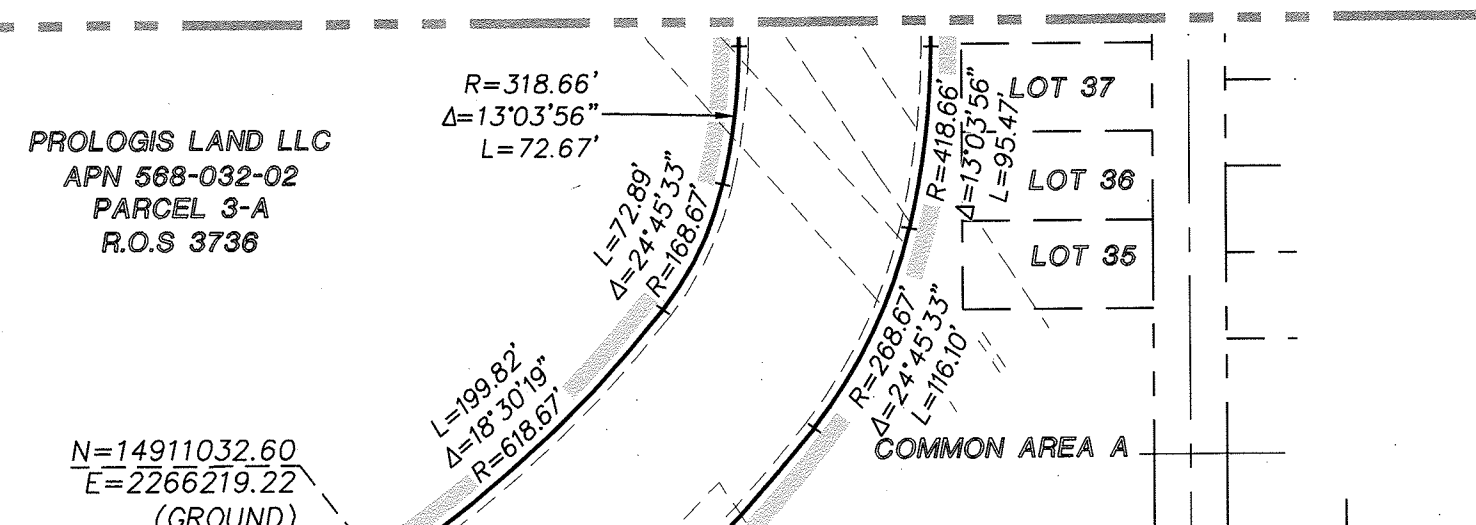 PROLOGIS LAND LLC
APN 568-032-02
PARCEL 3-A
R.O.S 3736
R=318.66'
Δ=13°03'56"
L=72.67'
L=72.89'
Δ=24°45'33"
R=168.67'
L=199.82'
Δ=18°30'19"
R=618.67'
N=14911032.60
E=2266219.22
(GROUND)
R=418.66'
Δ=13°03'56"
L=95.47'
R=268.67'
Δ=24°45'33"
L=116.10'
LOT 37
LOT 36
LOT 35
COMMON AREA A